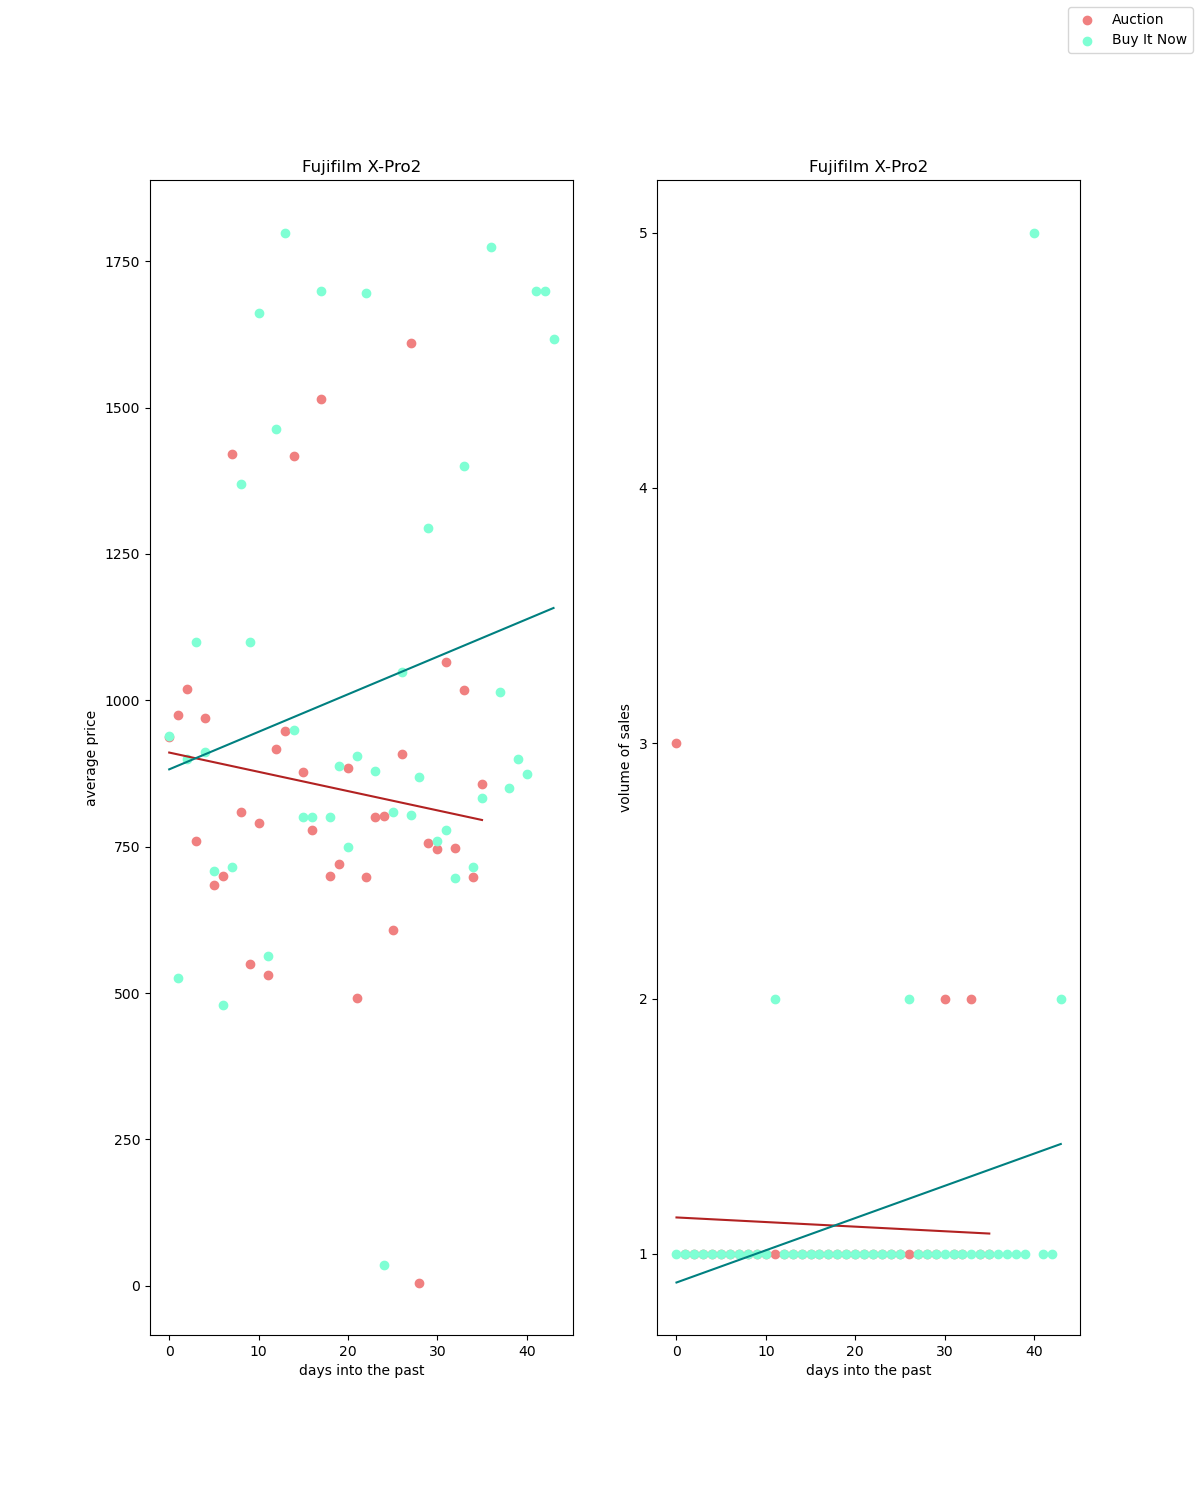 Auction
Buy It Now
Fujifilm X-Pro2
1750
1500
1250
1000
750
500
250
0
average price
0 10 20 30 40
days into the past
Fujifilm X-Pro2
5
4
3
2
1
volume of sales
0 10 20 30 40
days into the past